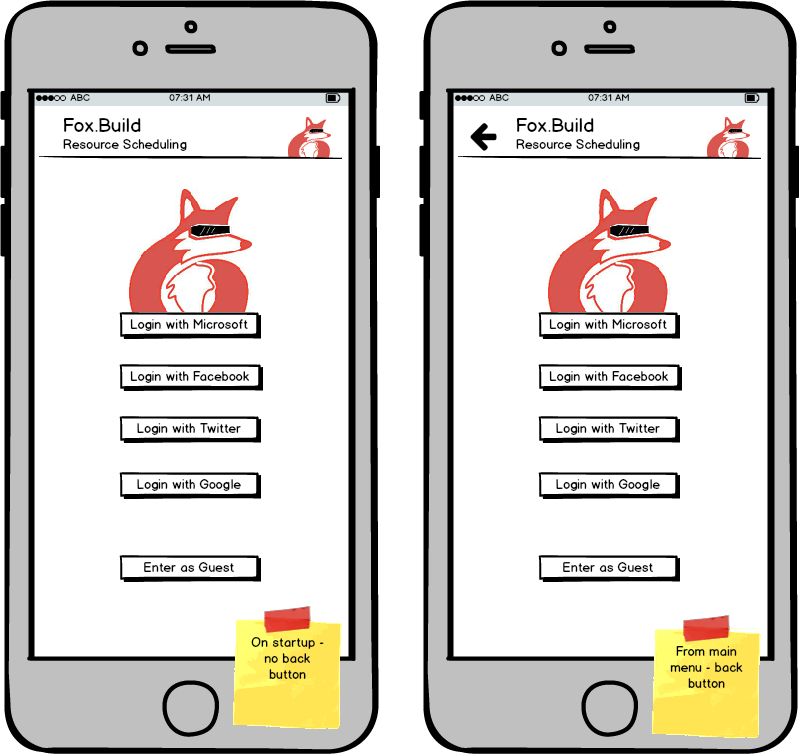 ABC 07:31 AM
Fox.Build
Resource Scheduling
Login with Microsoft
Login with Facebook
Login with Twitter
Login with Google
Enter as Guest
On startup -
no back
button
ABC 07:31 AM
Fox.Build
Resource Scheduling
Login with Microsoft
Login with Facebook
Login with Twitter
Login with Google
Enter as Guest
From main
menu - back
button